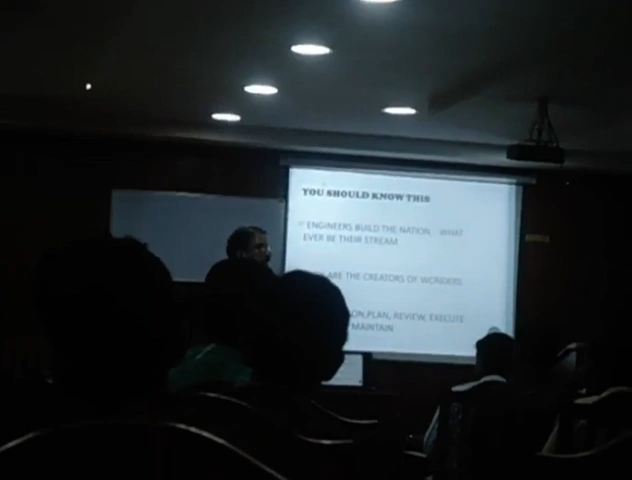 YOU SHOULD KNOW THIS
ENGINEERS BUILD THE NATION, WHAT
EVER BE THEIR STREAM
ARE THE CREATORS OF WONDERS
PLAN, REVIEW, EXECUTE
MAINTAIN